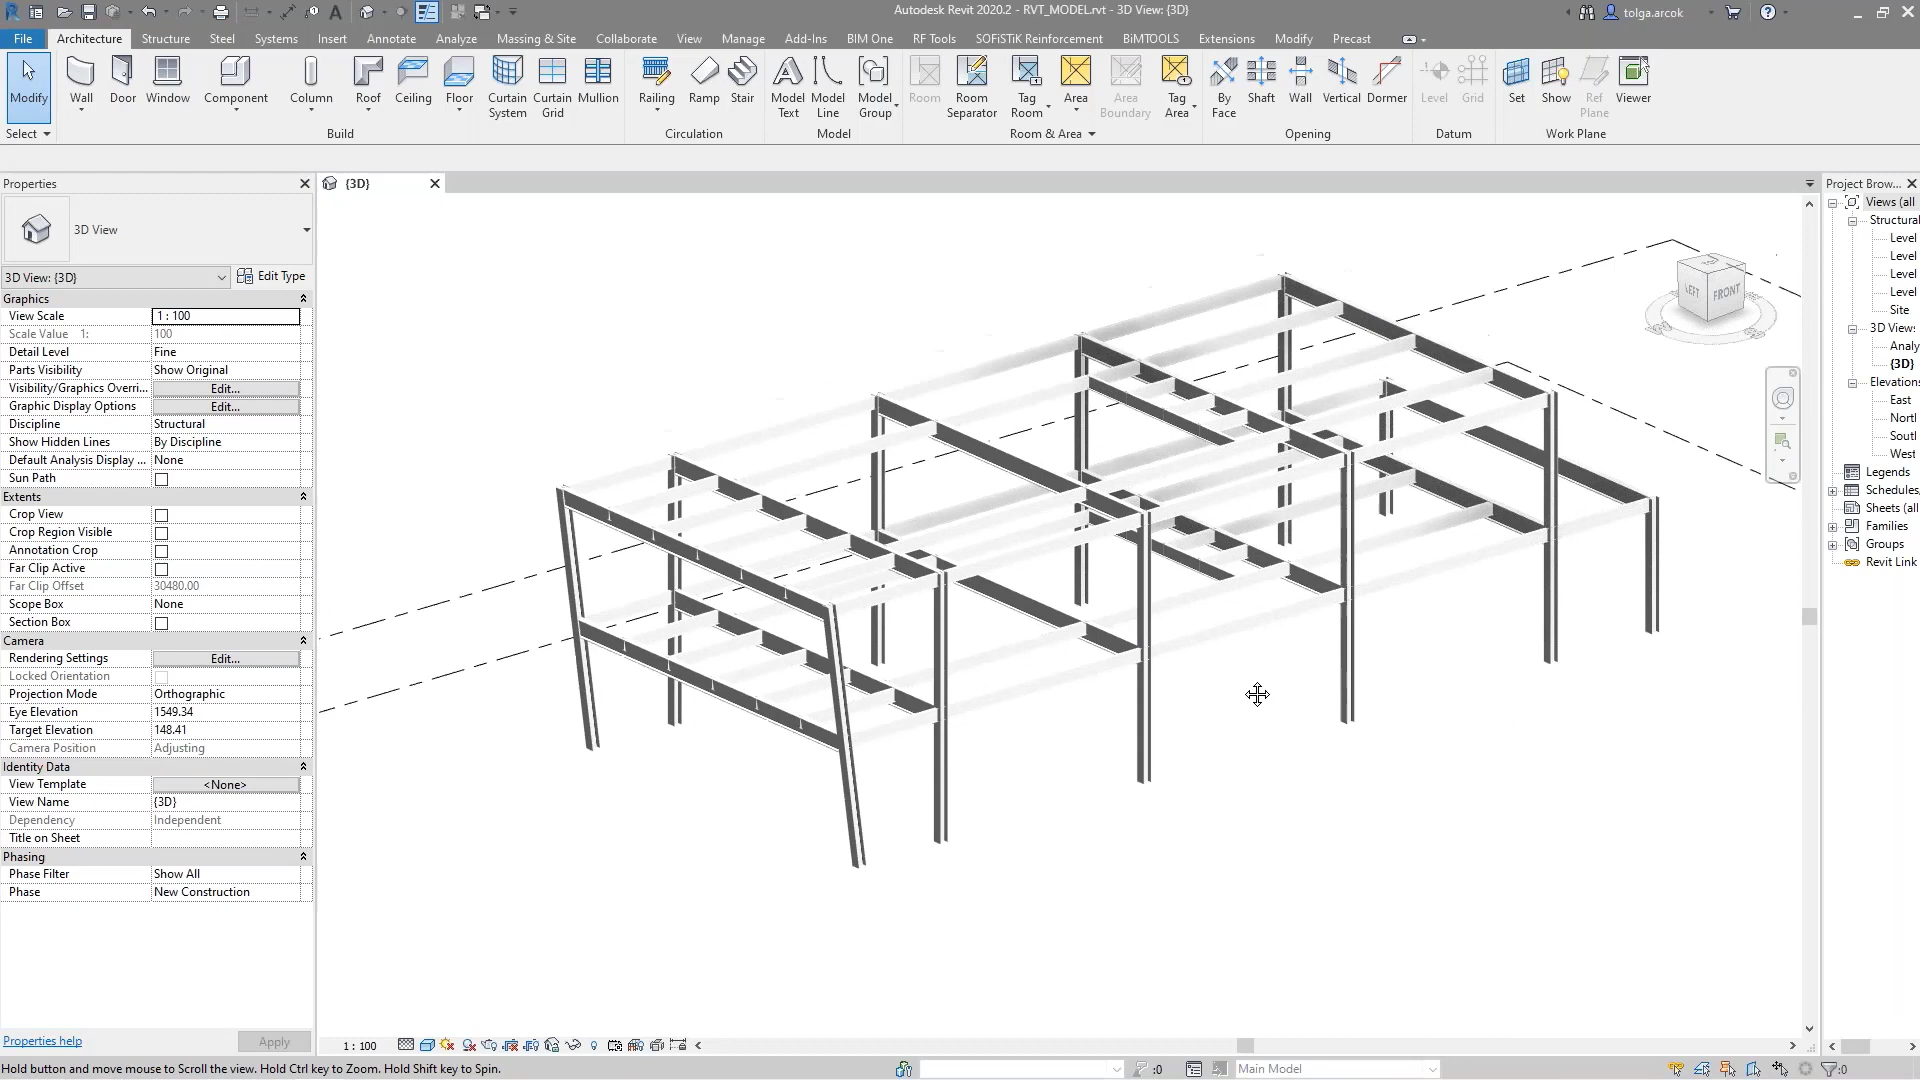 Autodesk Revit 2020.2 - RVT_MODEL.rvt - 3D View: {3D}
tolga.arcok
File Architecture Structure Steel Systems Insert Annotate Analyze Massing & Site Collaborate View Manage Add-Ins BIM One RF Tools SOFiSTiK Reinforcement BiMTOOLS Extensions Modify Precast
Modify Wall Door Window Component Column Roof Ceiling Floor Curtain System Curtain Grid Mullion Railing Ramp Stair Model Text Model Line Model Group Room Room Separator Tag Room Area Area Boundary Tag Area By Face Shaft Wall Vertical Dormer Level Grid Set Show Ref Plane Viewer
Select Build Circulation Model Room & Area Opening Datum Work Plane
Properties
{3D}
Project Brow...
3D View
3D View: {3D} Edit Type
Graphics
View Scale 1 : 100
Scale Value 1: 100
Detail Level Fine
Parts Visibility Show Original
Visibility/Graphics Overri... Edit...
Graphic Display Options Edit...
Discipline Structural
Show Hidden Lines By Discipline
Default Analysis Display ... None
Sun Path
Extents
Crop View
Crop Region Visible
Annotation Crop
Far Clip Active
Far Clip Offset 30480.00
Scope Box None
Section Box
Camera
Rendering Settings Edit...
Locked Orientation
Projection Mode Orthographic
Eye Elevation 1549.34
Target Elevation 148.41
Camera Position Adjusting
Identity Data
View Template <None>
View Name {3D}
Dependency Independent
Title on Sheet
Phasing
Phase Filter Show All
Phase New Construction
Properties help Apply
LEFT FRONT
Views (all
Structural
Level
Level
Level
Level
Site
3D Views
Analy
{3D}
Elevations
East
Nort
Sout
West
Legends
Schedules
Sheets (all
Families
Groups
Revit Link
1 : 100
Hold button and move mouse to Scroll the view. Hold Ctrl key to Zoom. Hold Shift key to Spin.
:0
Main Model
:0